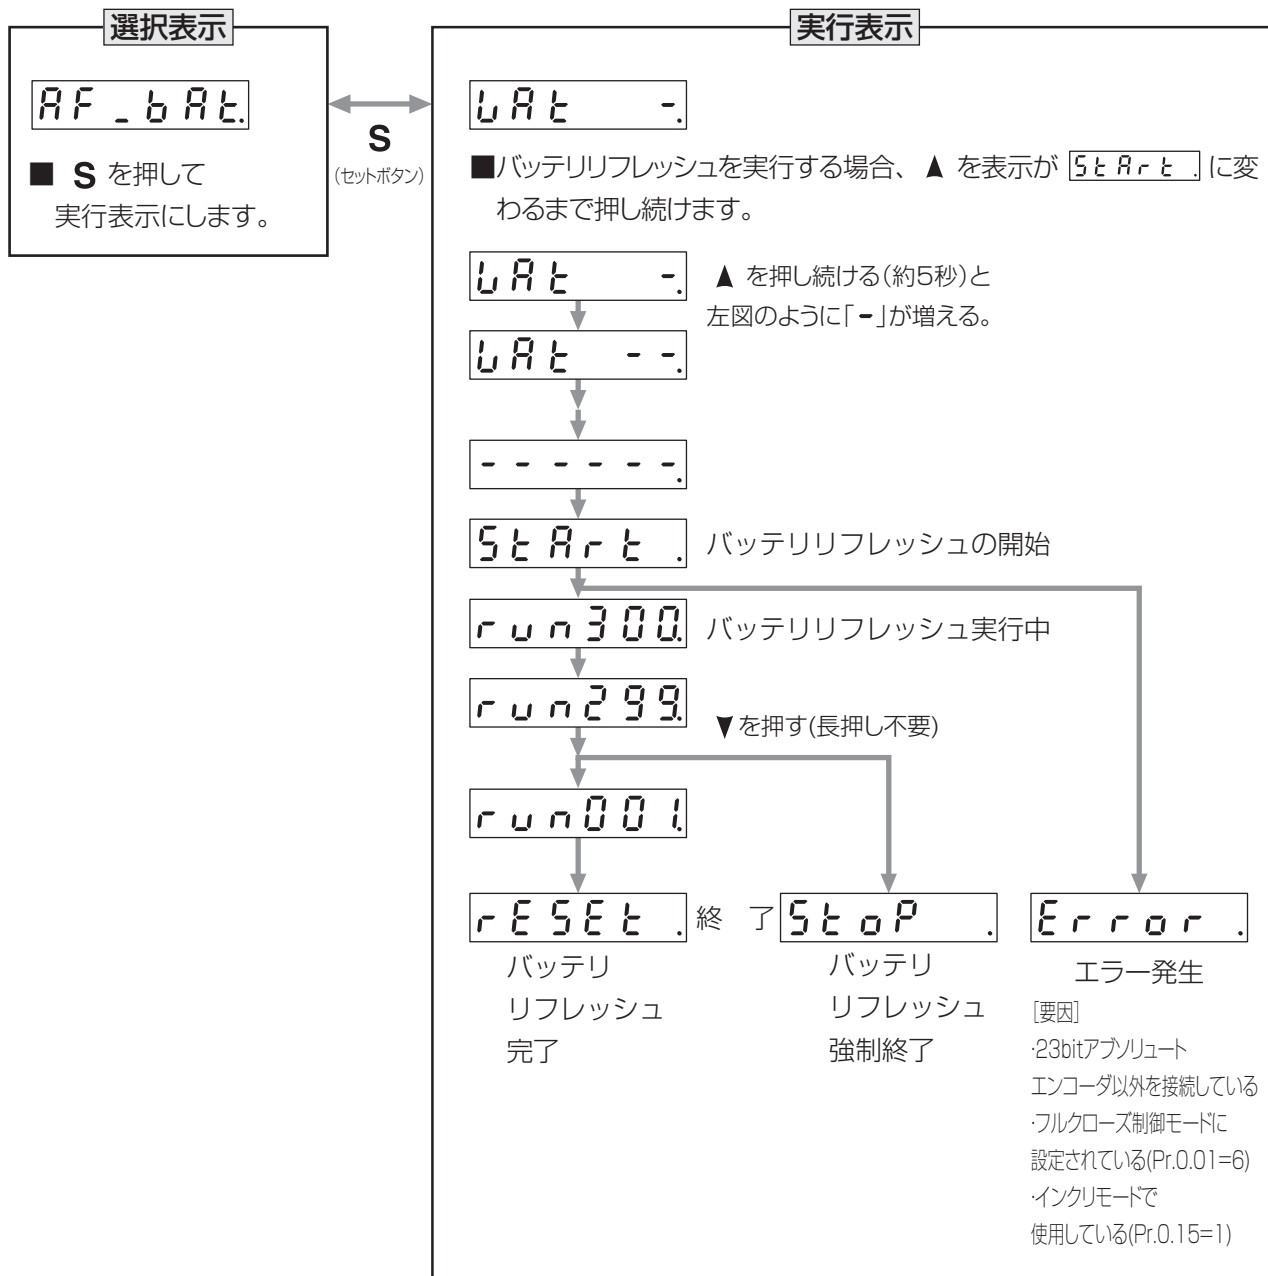 選択表示
AF_bAt.
■ S を押して
実行表示にします。
S
(セットボタン)
実行表示
bAt -.
■バッテリリフレッシュを実行する場合、▲ を表示が StArt . に変
わるまで押し続けます。
bAt -.
▲ を押し続ける(約5秒)と
左図のように「-」が増える。
bAt --.
------.
StArt . バッテリリフレッシュの開始
run300. バッテリリフレッシュ実行中
run299.
▼を押す(長押し不要)
run001.
rESEt . 終 了 StoP . Error .
バッテリ
リフレッシュ
完了
バッテリ
リフレッシュ
強制終了
エラー発生
[要因]
・23bitアブソリュート
エンコーダ以外を接続している
・フルクローズ制御モードに
設定されている(Pr.0.01=6)
・インクリモードで
使用している(Pr.0.15=1)